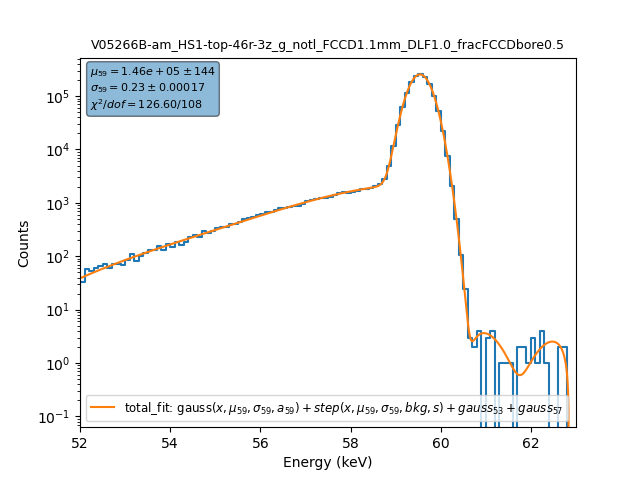 V05266B-am_HS1-top-46r-3z_g_notl_FCCD1.1mm_DLF1.0_fracFCCDbore0.5
μ₅₉ = 1.46e + 05 ± 144
σ₅₉ = 0.23 ± 0.00017
χ²/dof = 126.60/108
Counts
10⁵
10⁴
10³
10²
10¹
10⁰
10⁻¹
total_fit: gauss(x, μ₅₉, σ₅₉, a₅₉) + step(x, μ₅₉, σ₅₉, bkg, s) + gauss₅₃ + gauss₅₇
52 54 56 58 60 62
Energy (keV)